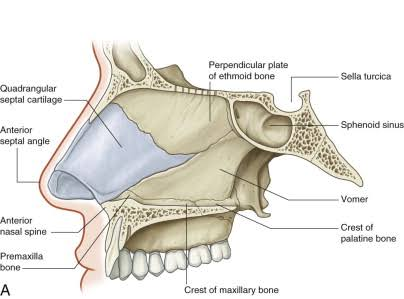 Perpendicular plate
of ethmoid bone
Sella turcica
Quadrangular
septal cartilage
Sphenoid sinus
Anterior
septal angle
Vomer
Anterior
nasal spine
Crest of
palatine bone
Premaxilla
bone
A
Crest of maxillary bone